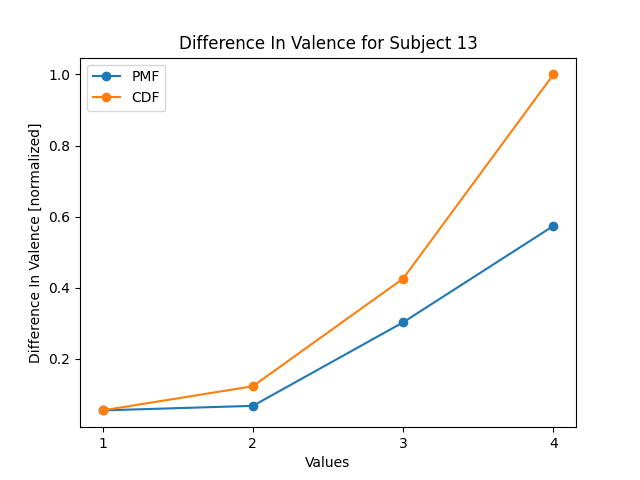 Difference In Valence for Subject 13
PMF
CDF
Difference In Valence [normalized]
1.0
0.8
0.6
0.4
0.2
1 2 3 4
Values